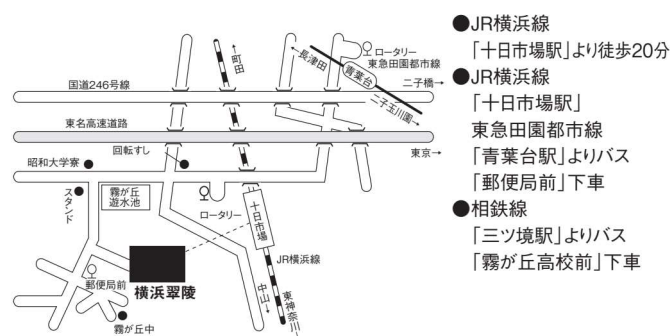 ←町田
←長津田
ロータリー
東急田園都市線
青葉台
二子橋→
二子玉川園→
国道246号線
東名高速道路
東京→
回転すし
昭和大学寮
スタンド
霧が丘
遊水池
ロータリー
十日市場
JR横浜線
横浜翠陵
郵便局前
霧が丘中
中山→
東神奈川
●JR横浜線
「十日市場駅」より徒歩20分
●JR横浜線
「十日市場駅」
東急田園都市線
「青葉台駅」よりバス
「郵便局前」下車
●相鉄線
「三ツ境駅」よりバス
「霧が丘高校前」下車